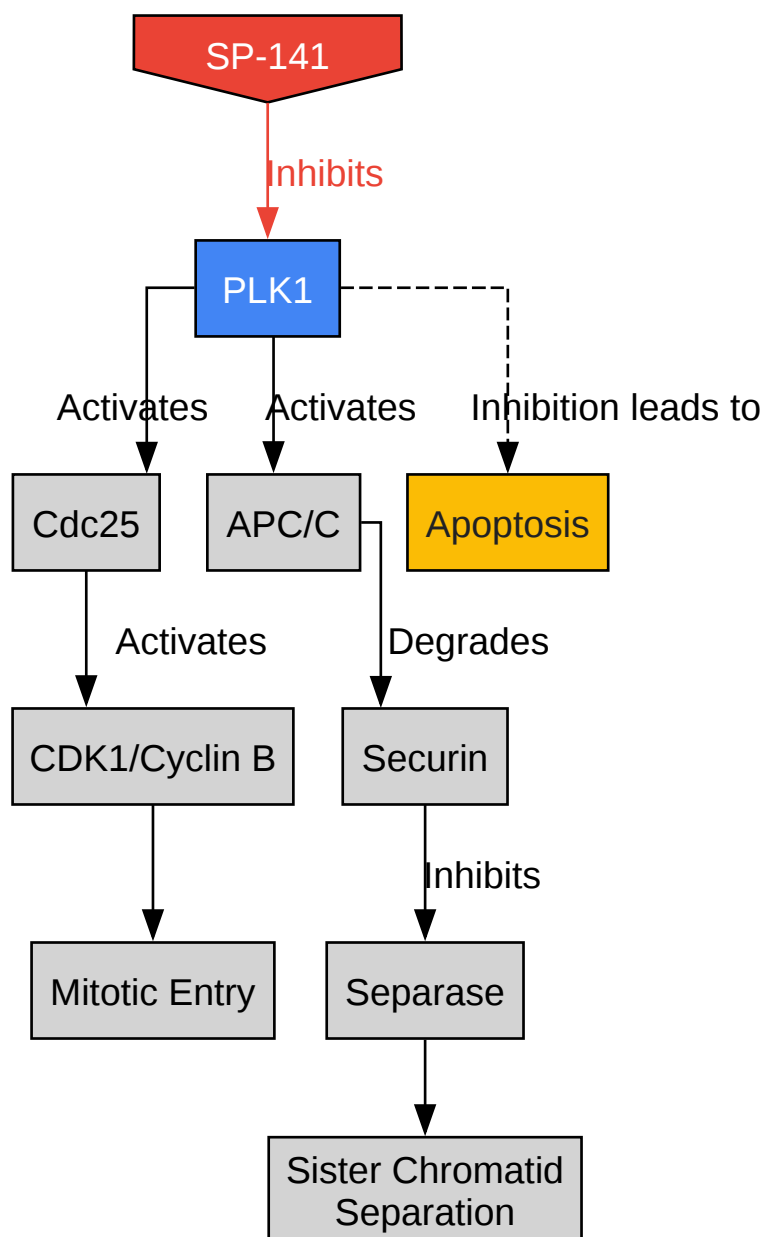 SP-141
Inhibits
PLK1
Activates
Activates
Inhibition leads to
Cdc25
APC/C
Apoptosis
Activates
Degrades
CDK1/Cyclin B
Securin
Inhibits
Mitotic Entry
Separase
Sister Chromatid
Separation